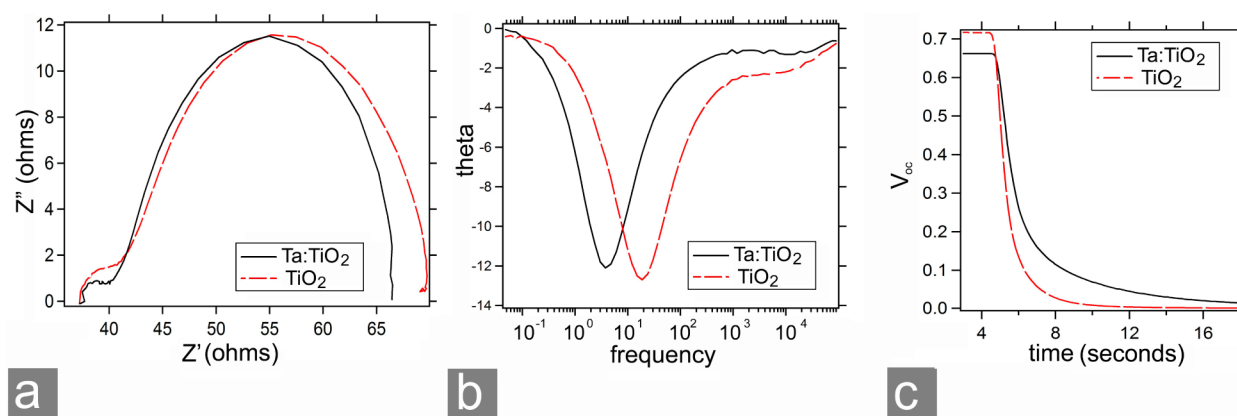 12
10
8
6
4
2
0
Z" (ohms)
Ta:TiO2
TiO2
40
45
50
55
60
65
Z' (ohms)
a
0
-2
-4
-6
-8
-10
-12
-14
theta
Ta:TiO2
TiO2
10-1
100
101
102
103
104
frequency
b
0.7
0.6
0.5
0.4
0.3
0.2
0.1
0.0
Voc
Ta:TiO2
TiO2
4
8
12
16
time (seconds)
c